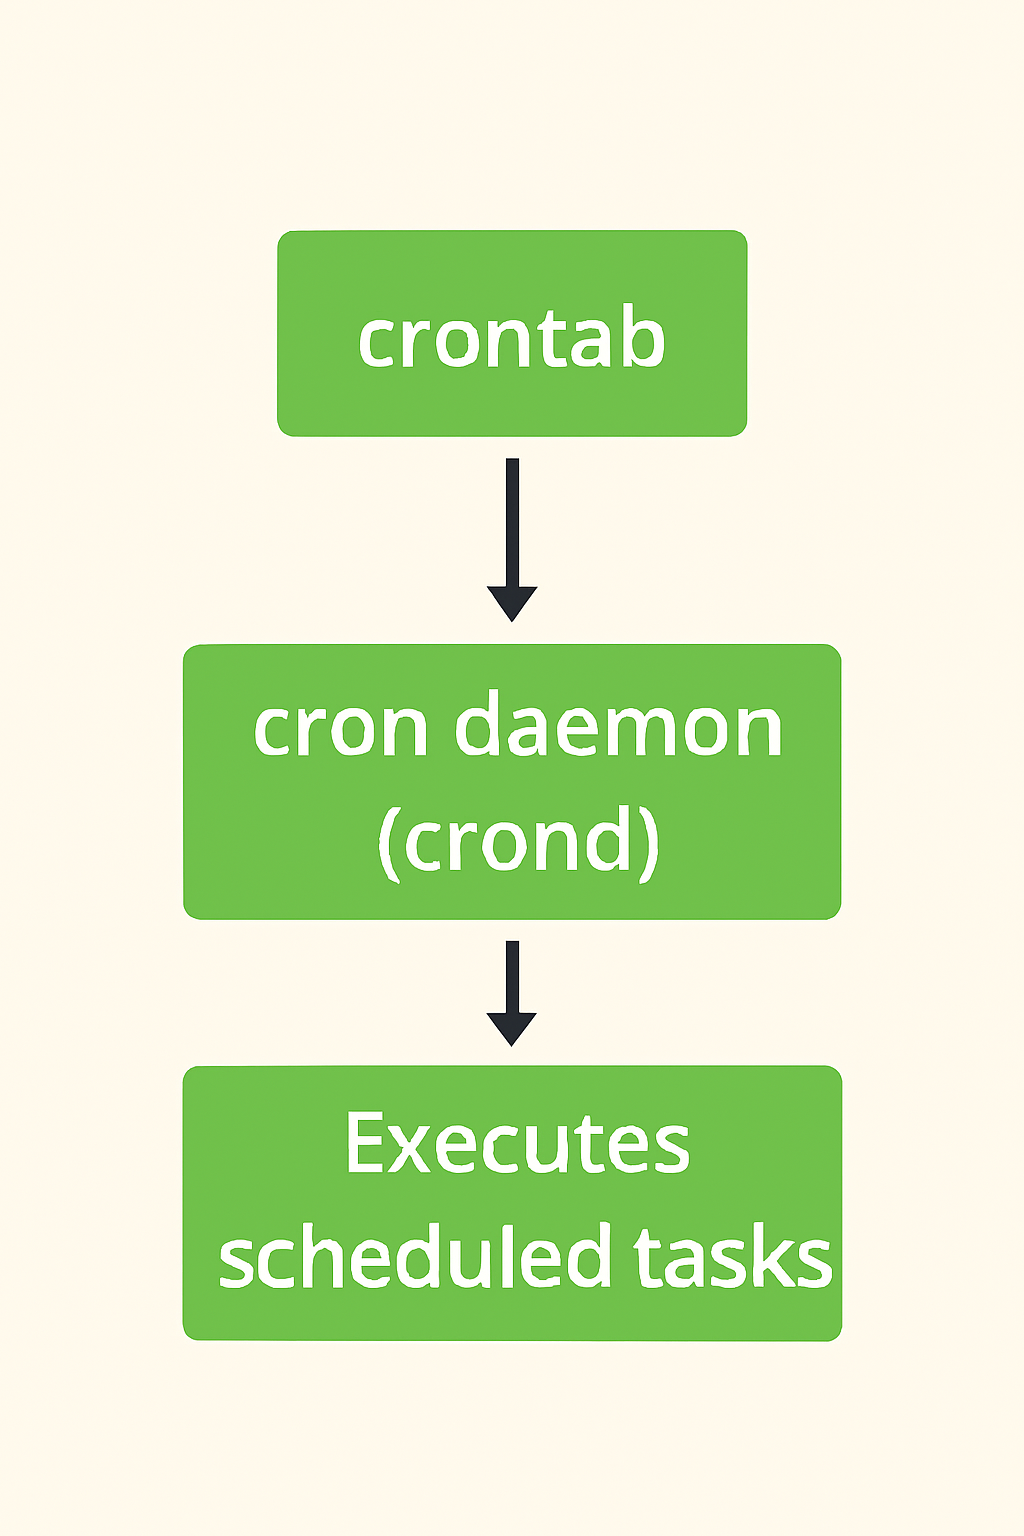 crontab
cron daemon
(crond)
Executes
scheduled tasks